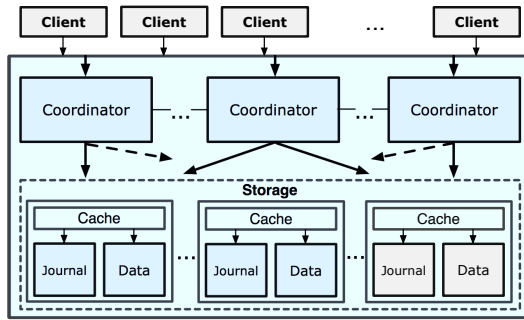 Client Client Client ... Client
Coordinator ... Coordinator ... Coordinator
Storage
Cache ... Cache ... Cache
Journal Data Journal Data Journal Data